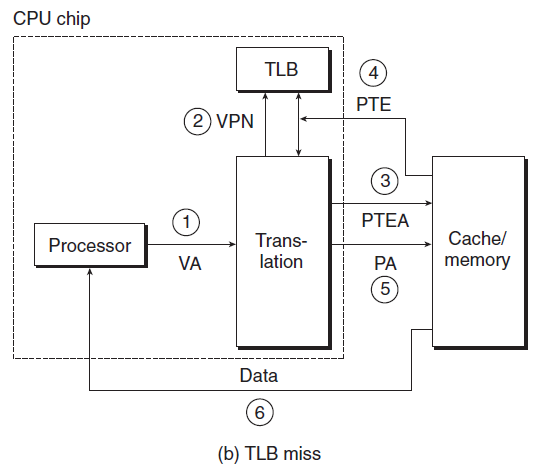 CPU chip
TLB
4
PTE
2 VPN
3
PTEA
1
Processor
VA
Trans-
lation
PA
5
Cache/
memory
Data
6
(b) TLB miss